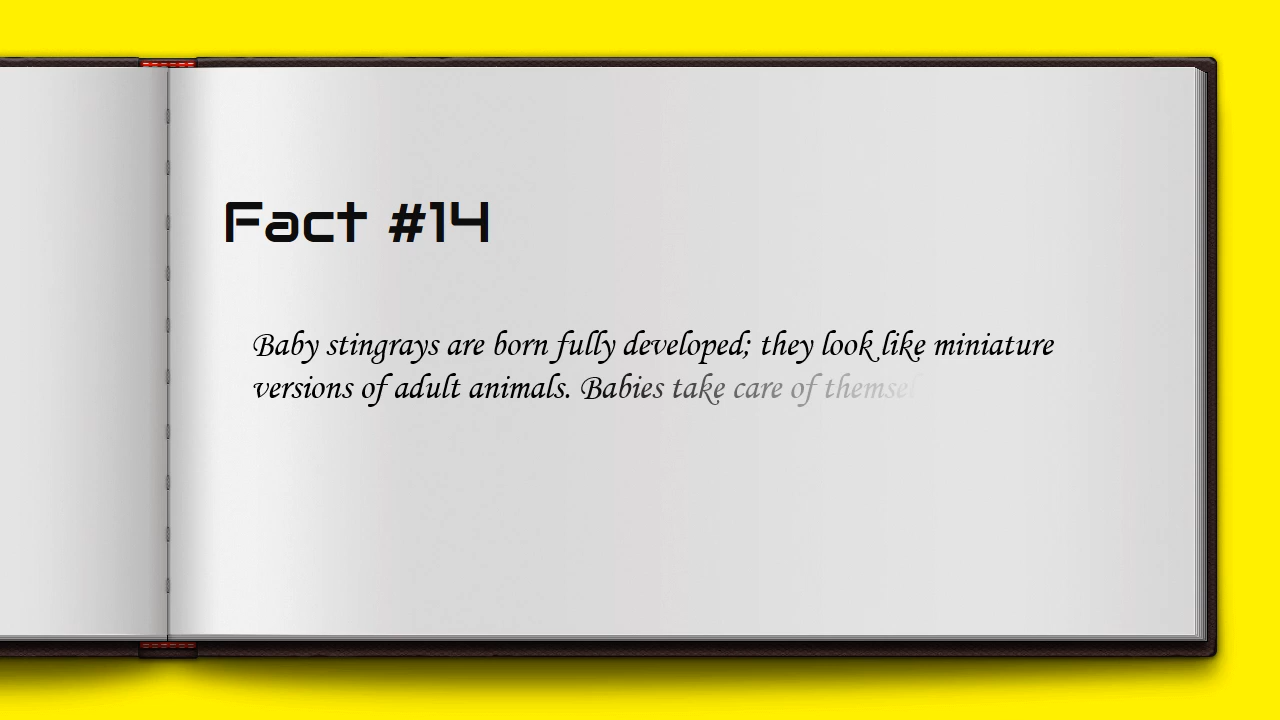 Fact #14
Baby stingrays are born fully developed; they look like miniature
versions of adult animals. Babies take care of